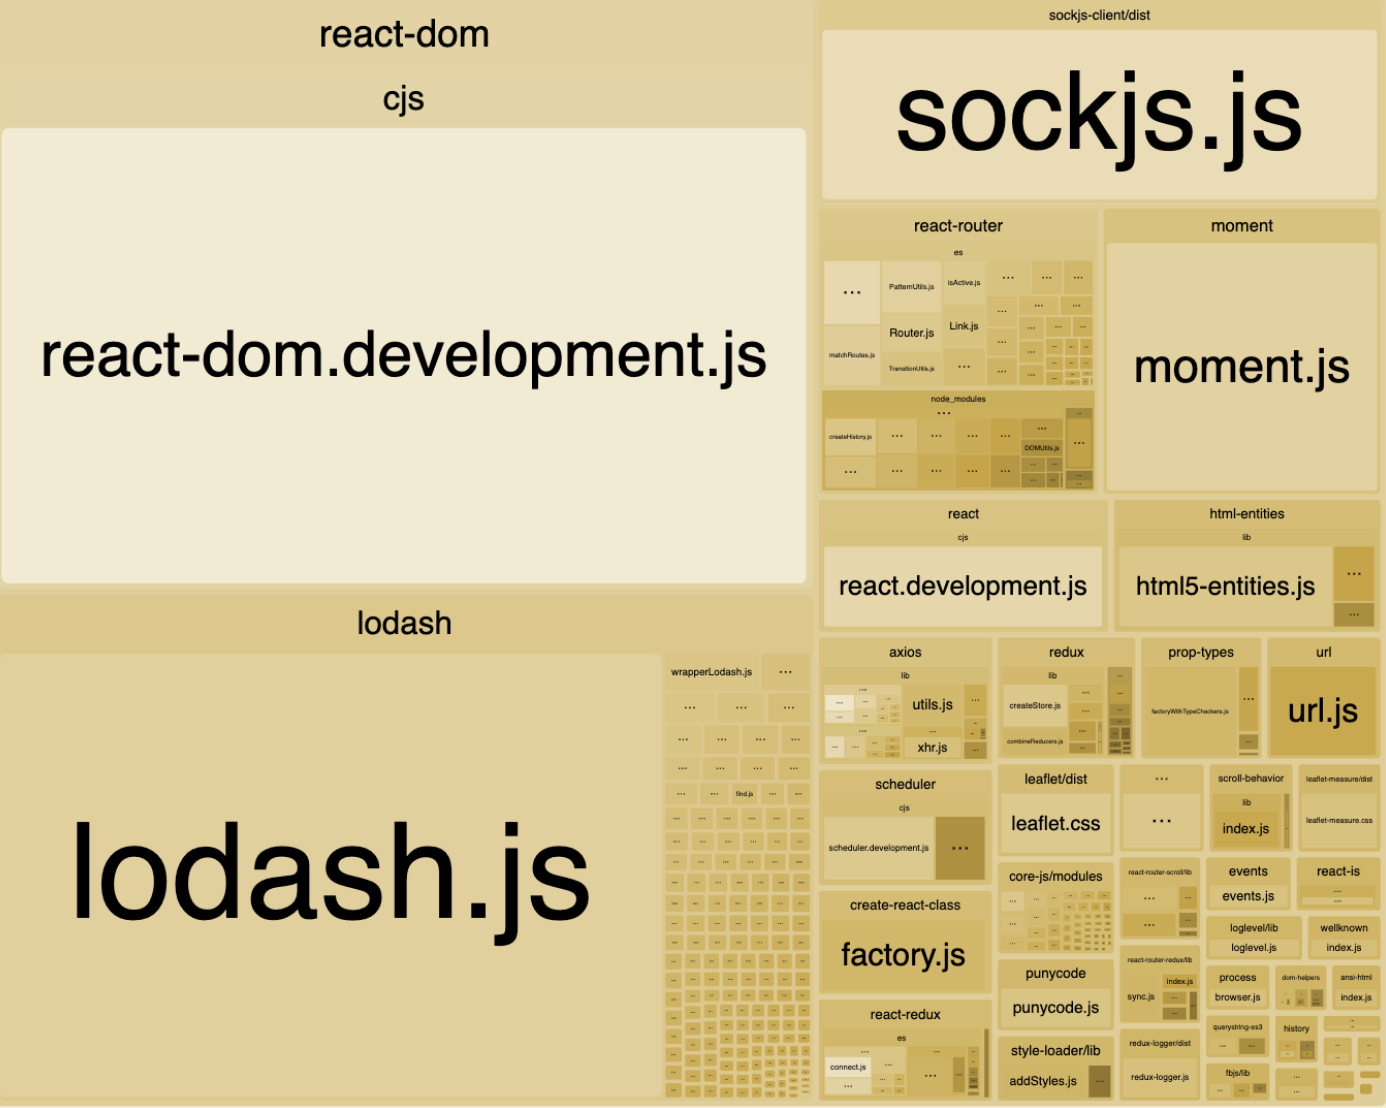 react-dom
cjs
react-dom.development.js
lodash
lodash.js
wrapperLodash.js
...
find.js
sockjs-client/dist
sockjs.js
react-router
es
...
PatternUtils.js
isActive.js
matchRoutes.js
Router.js
Link.js
TransitionUtils.js
node_modules
...
createHistory.js
DOMUtils.js
moment
moment.js
react
cjs
react.development.js
html-entities
lib
html5-entities.js
...
axios
lib
utils.js
xhr.js
redux
lib
createStore.js
combineReducers.js
prop-types
factoryWithTypeCheckers.js
url
url.js
scheduler
cjs
scheduler.development.js
...
create-react-class
factory.js
react-redux
es
connect.js
...
leaflet/dist
leaflet.css
core-js/modules
punycode
punycode.js
style-loader/lib
addStyles.js
...
...
...
react-router-scroll/lib
...
react-router-redux/lib
index.js
sync.js
redux-logger/dist
redux-logger.js
scroll-behavior
lib
index.js
leaflet-measure/dist
leaflet-measure.css
events
events.js
react-is
...
loglevel/lib
loglevel.js
wellknown
index.js
process
browser.js
dom-helpers
ansi-html
index.js
querystring-es3
history
fbjs/lib
...